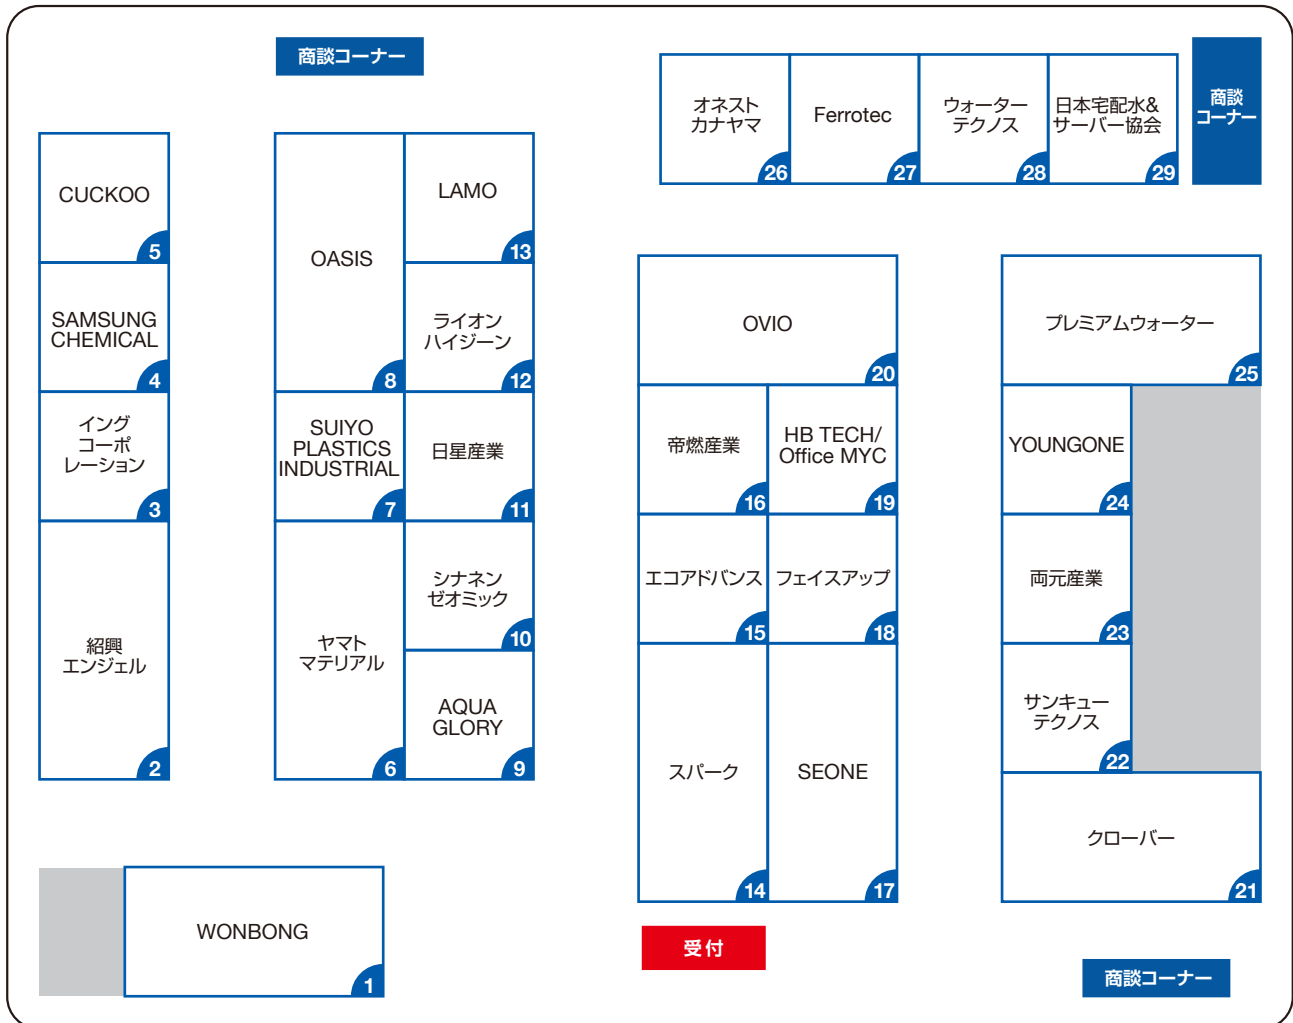 商談コーナー
CUCKOO
5
SAMSUNG
CHEMICAL
4
イング
コーポ
レーション
3
紹興
エンジェル
2
OASIS
8
SUIYO
PLASTICS
INDUSTRIAL
7
ヤマト
マテリアル
6
LAMO
13
ライオン
ハイジーン
12
日星産業
11
シナネン
ゼオミック
10
AQUA
GLORY
9
WONBONG
1
オネスト
カナヤマ
26
Ferrotec
27
ウォーター
テクノス
28
日本宅配水&
サーバー協会
29
商談
コーナー
OVIO
20
帝燃産業
16
HB TECH/
Office MYC
19
エコアドバンス
15
フェイスアップ
18
スパーク
14
SEONE
17
受付
プレミアムウォーター
25
YOUNGONE
24
両元産業
23
サンキュー
テクノス
22
クローバー
21
商談コーナー